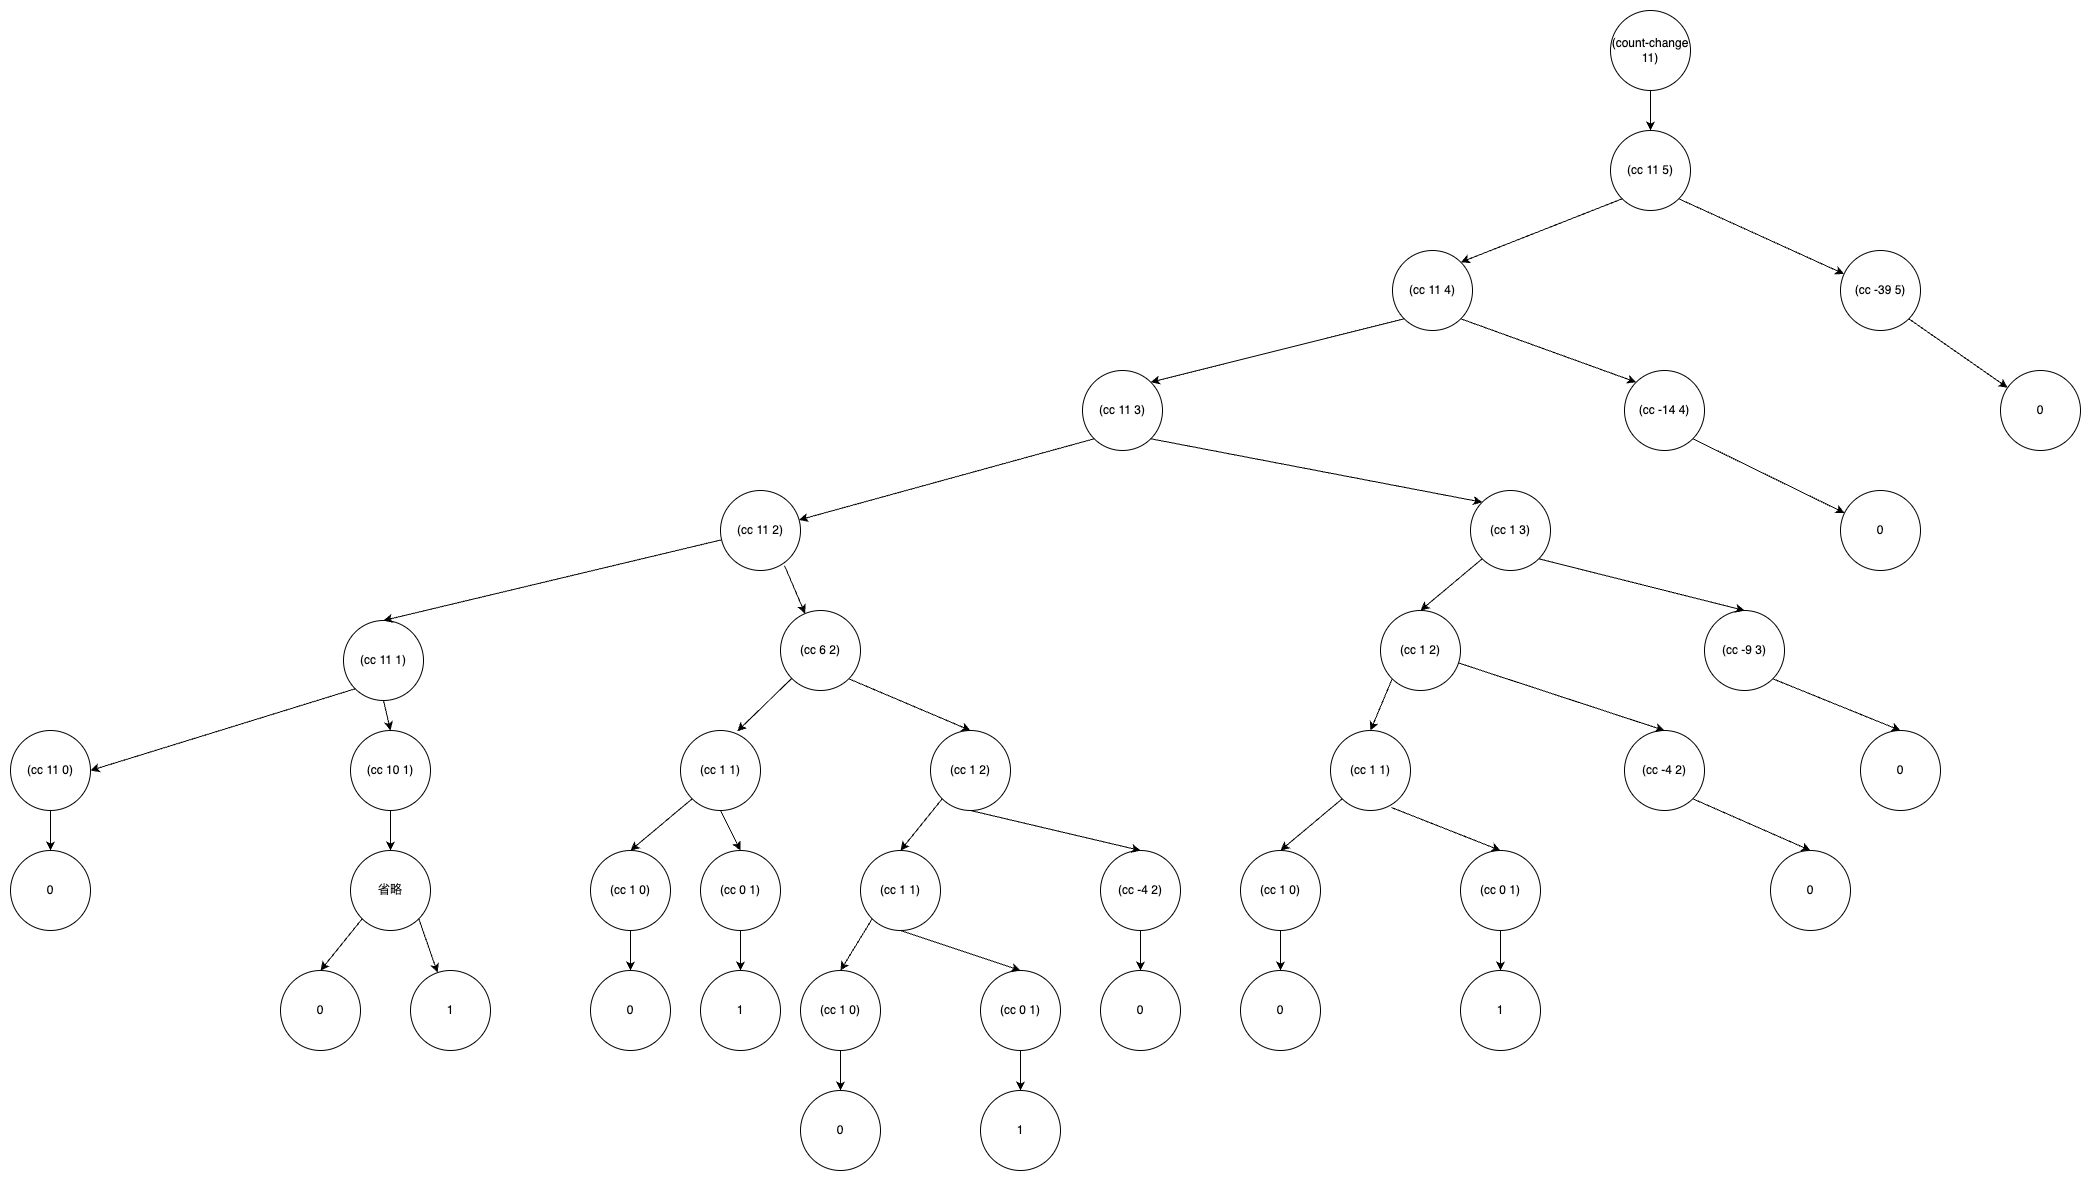 (count-change
11)
(cc 11 5)
(cc 11 4)
(cc -39 5)
(cc 11 3)
(cc -14 4)
0
(cc 11 2)
(cc 1 3)
0
(cc 11 1)
(cc 6 2)
(cc 1 2)
(cc -9 3)
(cc 11 0)
(cc 10 1)
(cc 1 1)
(cc 1 2)
(cc 1 1)
(cc -4 2)
0
0
省略
(cc 1 0)
(cc 0 1)
(cc 1 1)
(cc -4 2)
(cc 1 0)
(cc 0 1)
0
0
1
0
1
(cc 1 0)
(cc 0 1)
0
0
1
0
1